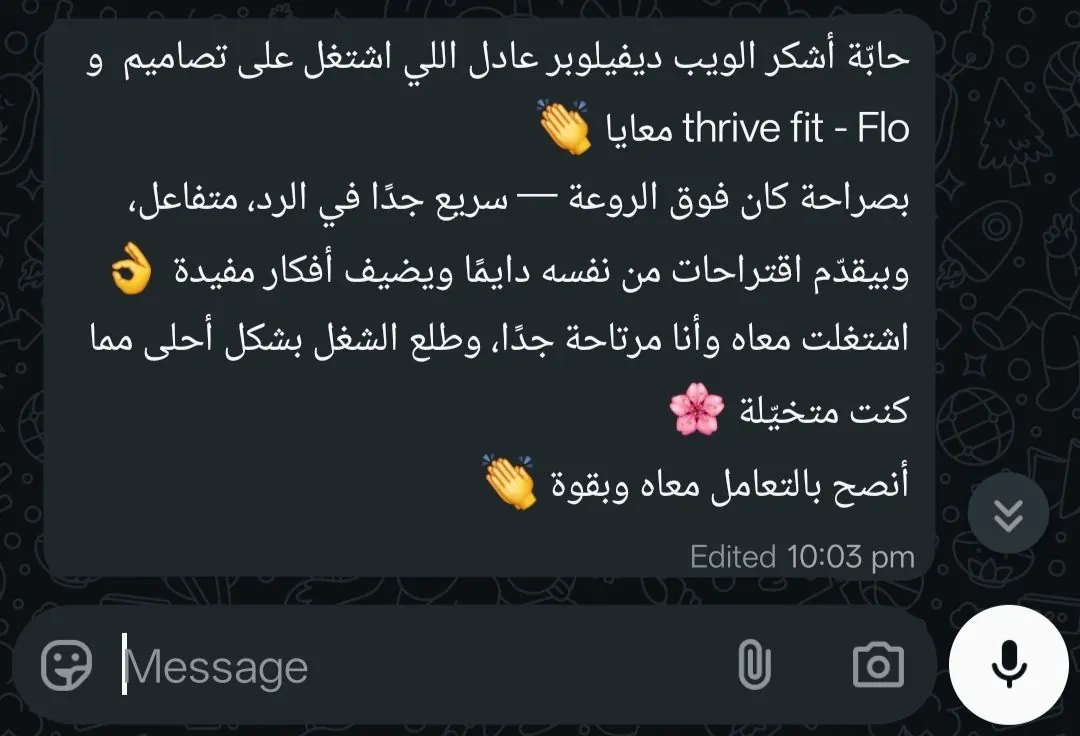 حابّة أشكر الويب ديفيلوبر عادل اللي اشتغل على تصاميم و
thrive fit - Flo معايا 👏
بصراحة كان فوق الروعة — سريع جدًا في الرد، متفاعل،
وبيقدّم اقتراحات من نفسه دايمًا ويضيف أفكار مفيدة 👌
اشتغلت معاه وأنا مرتاحة جدًا، وطلع الشغل بشكل أحلى مما
كنت متخيّلة 🌸
أنصح بالتعامل معاه وبقوة 👏
Edited 10:03 pm
Message